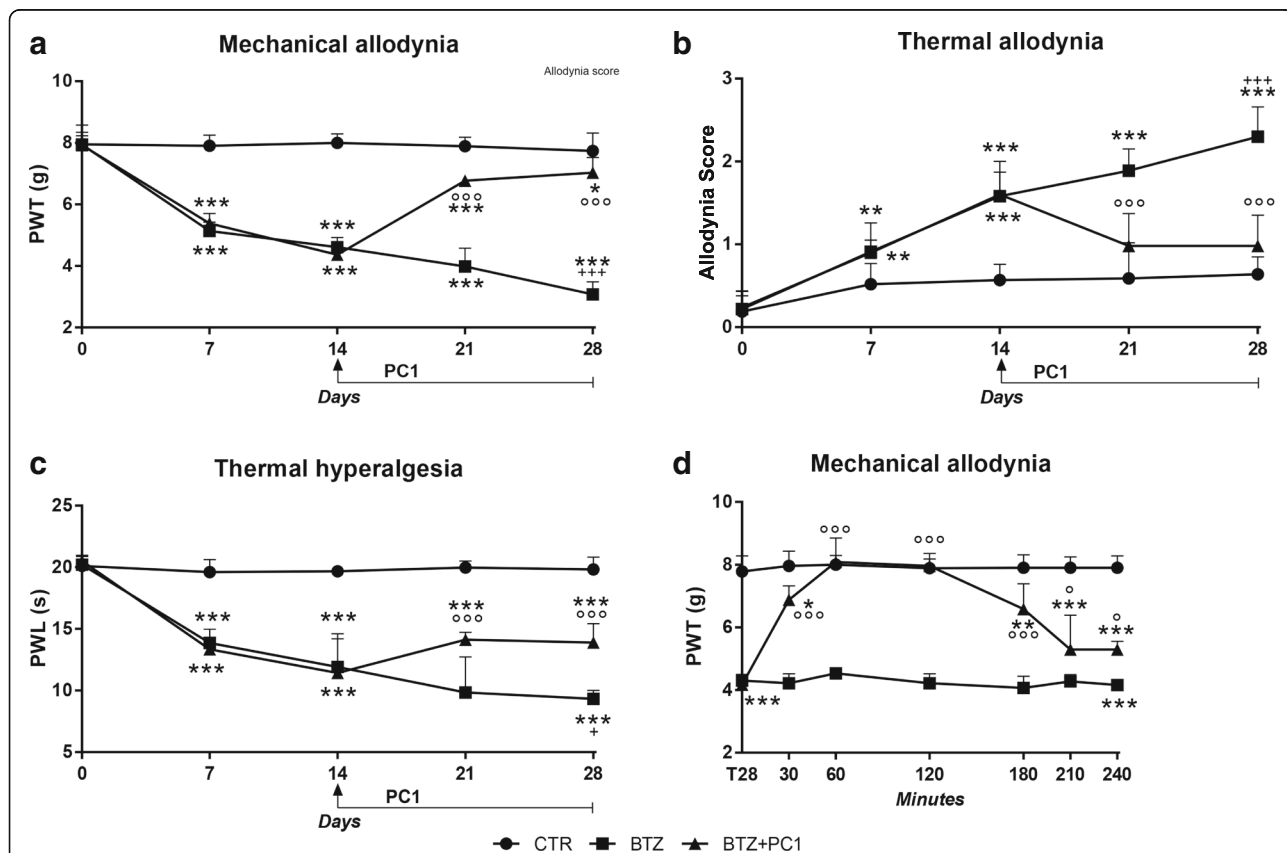 a
Mechanical allodynia
Allodynia score
PWT (g)
10
8
6
4
2
***
***
***
***
°°°
***
***
*
°°°
***
+++
0 7 14 21 28
PC1
Days
b
Thermal allodynia
Allodynia Score
3
2
1
0
**
**
***
***
***
°°°
+++
***
°°°
0 7 14 21 28
PC1
Days
c
Thermal hyperalgesia
PWL (s)
25
20
15
10
5
***
***
***
***
***
°°°
***
°°°
***
+
0 7 14 21 28
PC1
Days
d
Mechanical allodynia
PWT (g)
10
8
6
4
2
***
*
°°°
°°°
°°°
**
°°°
°
***
°
***
***
T28 30 60 120 180 210 240
Minutes
CTR BTZ BTZ+PC1